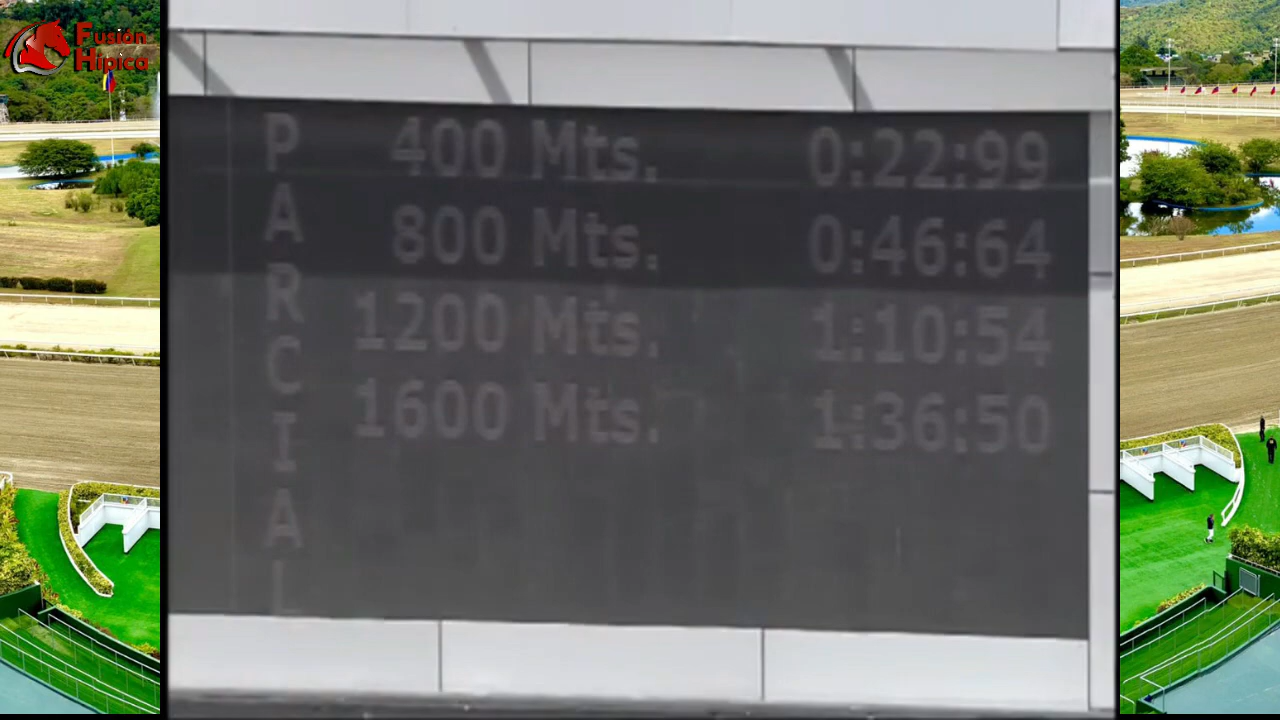 Fusión
Hípica
PARCIAL
400 Mts. 0:22:99
800 Mts. 0:46:64
1200 Mts. 1:10:54
1600 Mts. 1:36:50